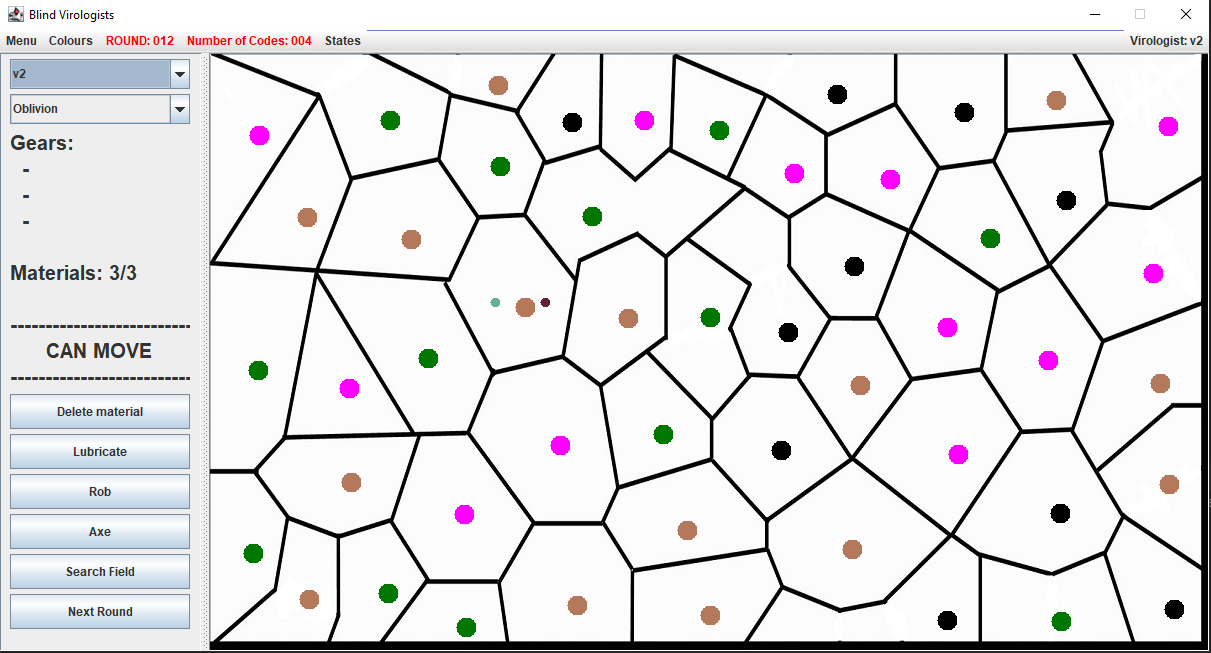 Blind Virologists
Menu Colours ROUND: 012 Number of Codes: 004 States Virologist: v2
v2
Oblivion
Gears:
-
-
-
Materials: 3/3
CAN MOVE
Delete material
Lubricate
Rob
Axe
Search Field
Next Round